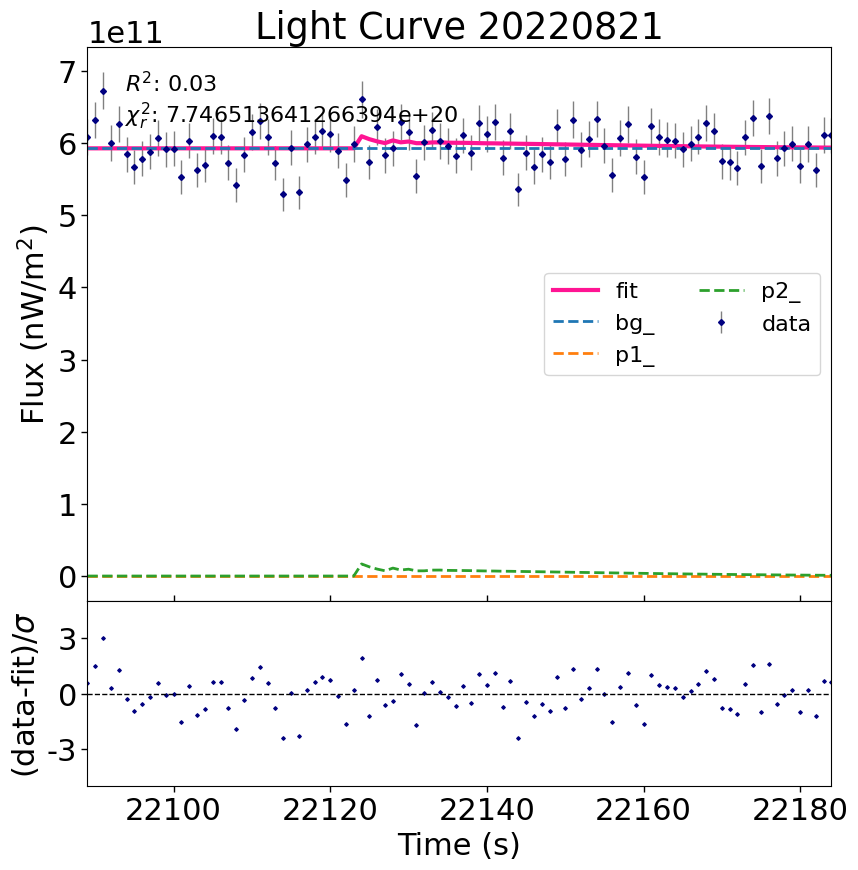 Light Curve 20220821
1e11
R²: 0.03
χ²ᵣ: 7.746513641266394e+20
7
6
5
4
3
2
1
0
Flux (nW/m²)
fit
bg_
p1_
p2_
data
3
0
-3
(data-fit)/σ
22100 22120 22140 22160 22180
Time (s)